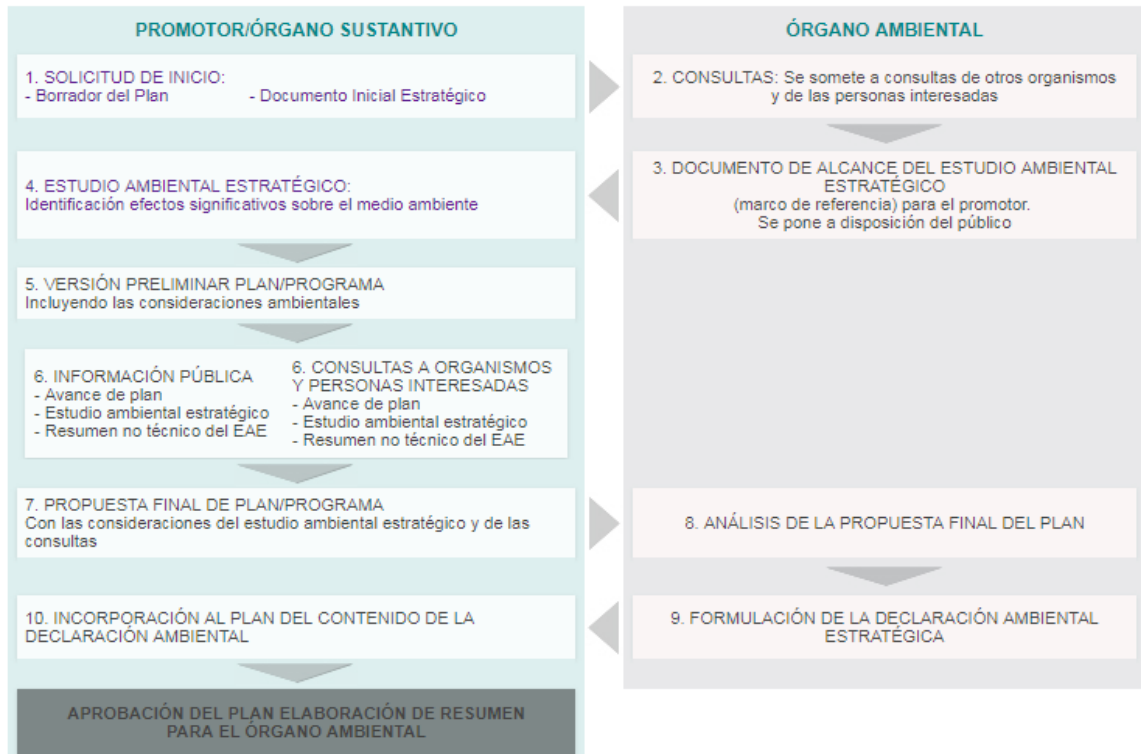 PROMOTOR/ÓRGANO SUSTANTIVO
ÓRGANO AMBIENTAL
1. SOLICITUD DE INICIO:
- Borrador del Plan - Documento Inicial Estratégico
2. CONSULTAS: Se somete a consultas de otros organismos
y de las personas interesadas
3. DOCUMENTO DE ALCANCE DEL ESTUDIO AMBIENTAL
ESTRATÉGICO
(marco de referencia) para el promotor.
Se pone a disposición del público
4. ESTUDIO AMBIENTAL ESTRATÉGICO:
Identificación efectos significativos sobre el medio ambiente
5. VERSIÓN PRELIMINAR PLAN/PROGRAMA
Incluyendo las consideraciones ambientales
6. INFORMACIÓN PÚBLICA
- Avance de plan
- Estudio ambiental estratégico
- Resumen no técnico del EAE
6. CONSULTAS A ORGANISMOS
Y PERSONAS INTERESADAS
- Avance de plan
- Estudio ambiental estratégico
- Resumen no técnico del EAE
7. PROPUESTA FINAL DE PLAN/PROGRAMA
Con las consideraciones del estudio ambiental estratégico y de las
consultas
8. ANÁLISIS DE LA PROPUESTA FINAL DEL PLAN
9. FORMULACIÓN DE LA DECLARACIÓN AMBIENTAL
ESTRATÉGICA
10. INCORPORACIÓN AL PLAN DEL CONTENIDO DE LA
DECLARACIÓN AMBIENTAL
APROBACIÓN DEL PLAN ELABORACIÓN DE RESUMEN
PARA EL ÓRGANO AMBIENTAL